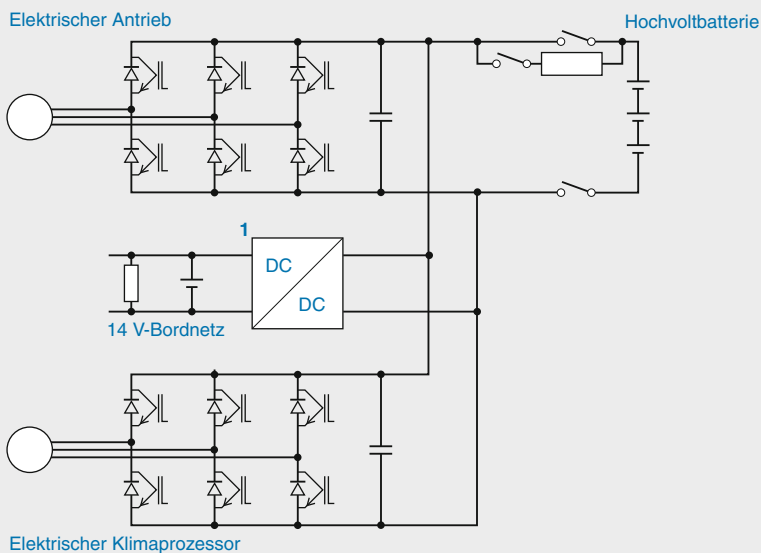 Elektrischer Antrieb
Hochvoltbatterie
1
DC
DC
14 V-Bordnetz
Elektrischer Klimaprozessor